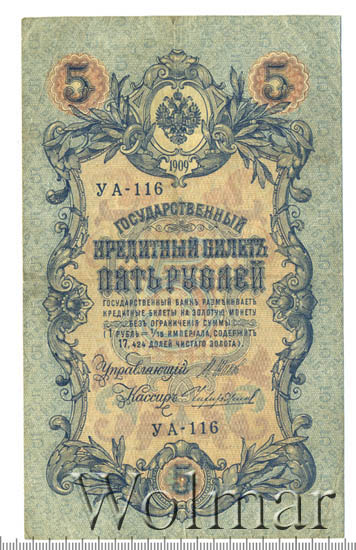 5 5
1909
УА-116
ГОСУДАРСТВЕННЫЙ
КРЕДИТНЫЙ БИЛЕТЪ
ПЯТЬ РУБЛЕЙ
ГОСУДАРСТВЕННЫЙ БАНКЪ РАЗМѢНИВАЕТЪ
КРЕДИТНЫЕ БИЛЕТЫ НА ЗОЛОТУЮ МОНЕТУ
БЕЗЪ ОГРАНИЧЕНІЯ СУММЫ
(1 РУБЛЬ = 1/15 ИМПЕРІАЛА, СОДЕРЖИТЪ
17,424 ДОЛЕЙ ЧИСТАГО ЗОЛОТА).
Управляющій
Кассиръ
УА-116
5
Wolmar